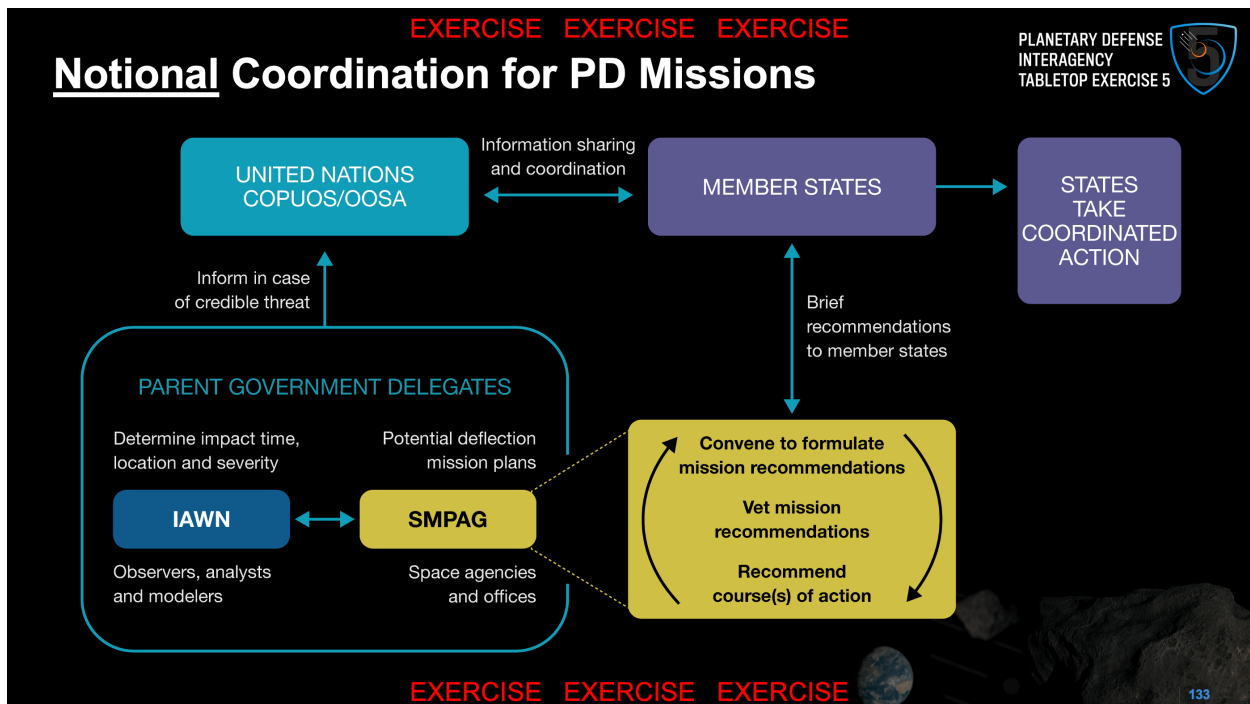 EXERCISE EXERCISE EXERCISE
Notional Coordination for PD Missions
PLANETARY DEFENSE
INTERAGENCY
TABLETOP EXERCISE 5
5
UNITED NATIONS
COPUOS/OOSA
Information sharing
and coordination
MEMBER STATES
STATES
TAKE
COORDINATED
ACTION
Inform in case
of credible threat
Brief
recommendations
to member states
PARENT GOVERNMENT DELEGATES
Determine impact time,
location and severity
Potential deflection
mission plans
IAWN
SMPAG
Observers, analysts
and modelers
Space agencies
and offices
Convene to formulate
mission recommendations
Vet mission
recommendations
Recommend
course(s) of action
EXERCISE EXERCISE EXERCISE
133